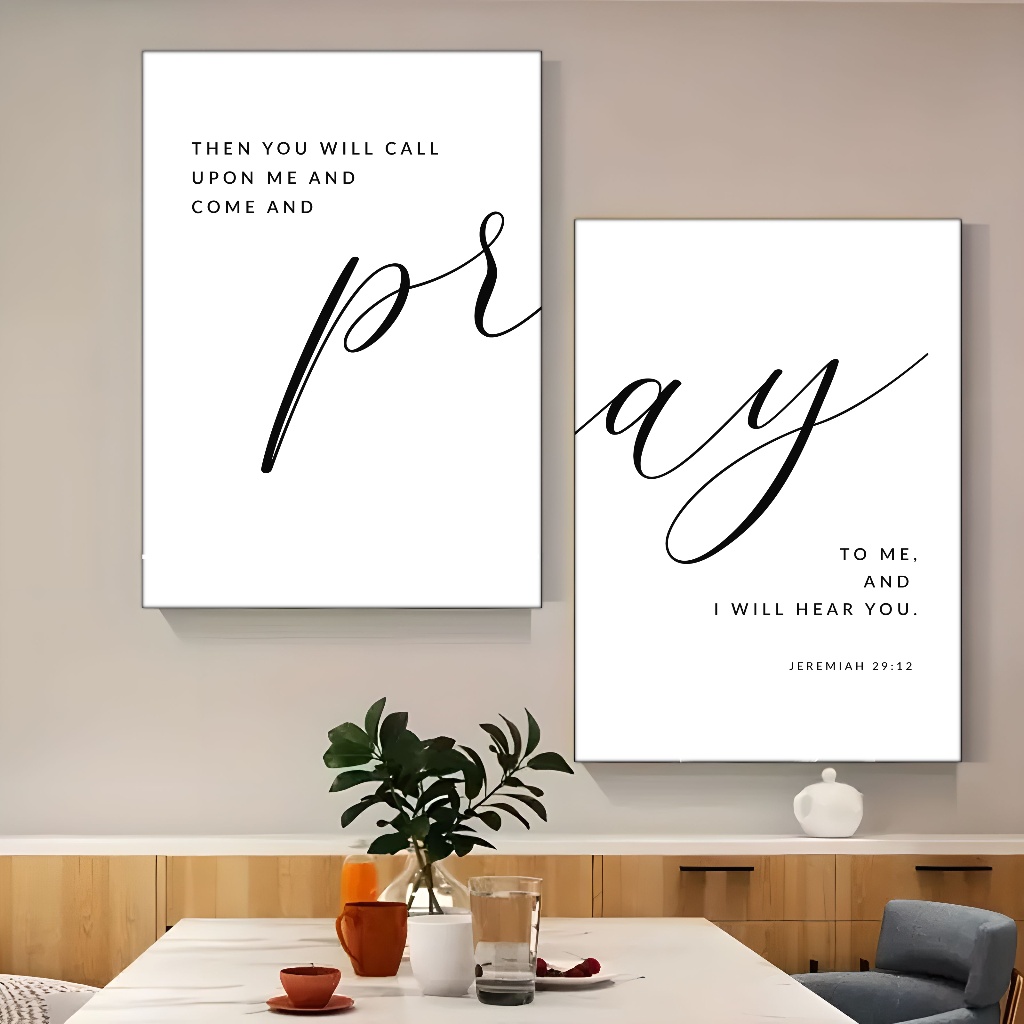 THEN YOU WILL CALL
UPON ME AND
COME AND
pr
ay
TO ME,
AND
I WILL HEAR YOU.
JEREMIAH 29:12